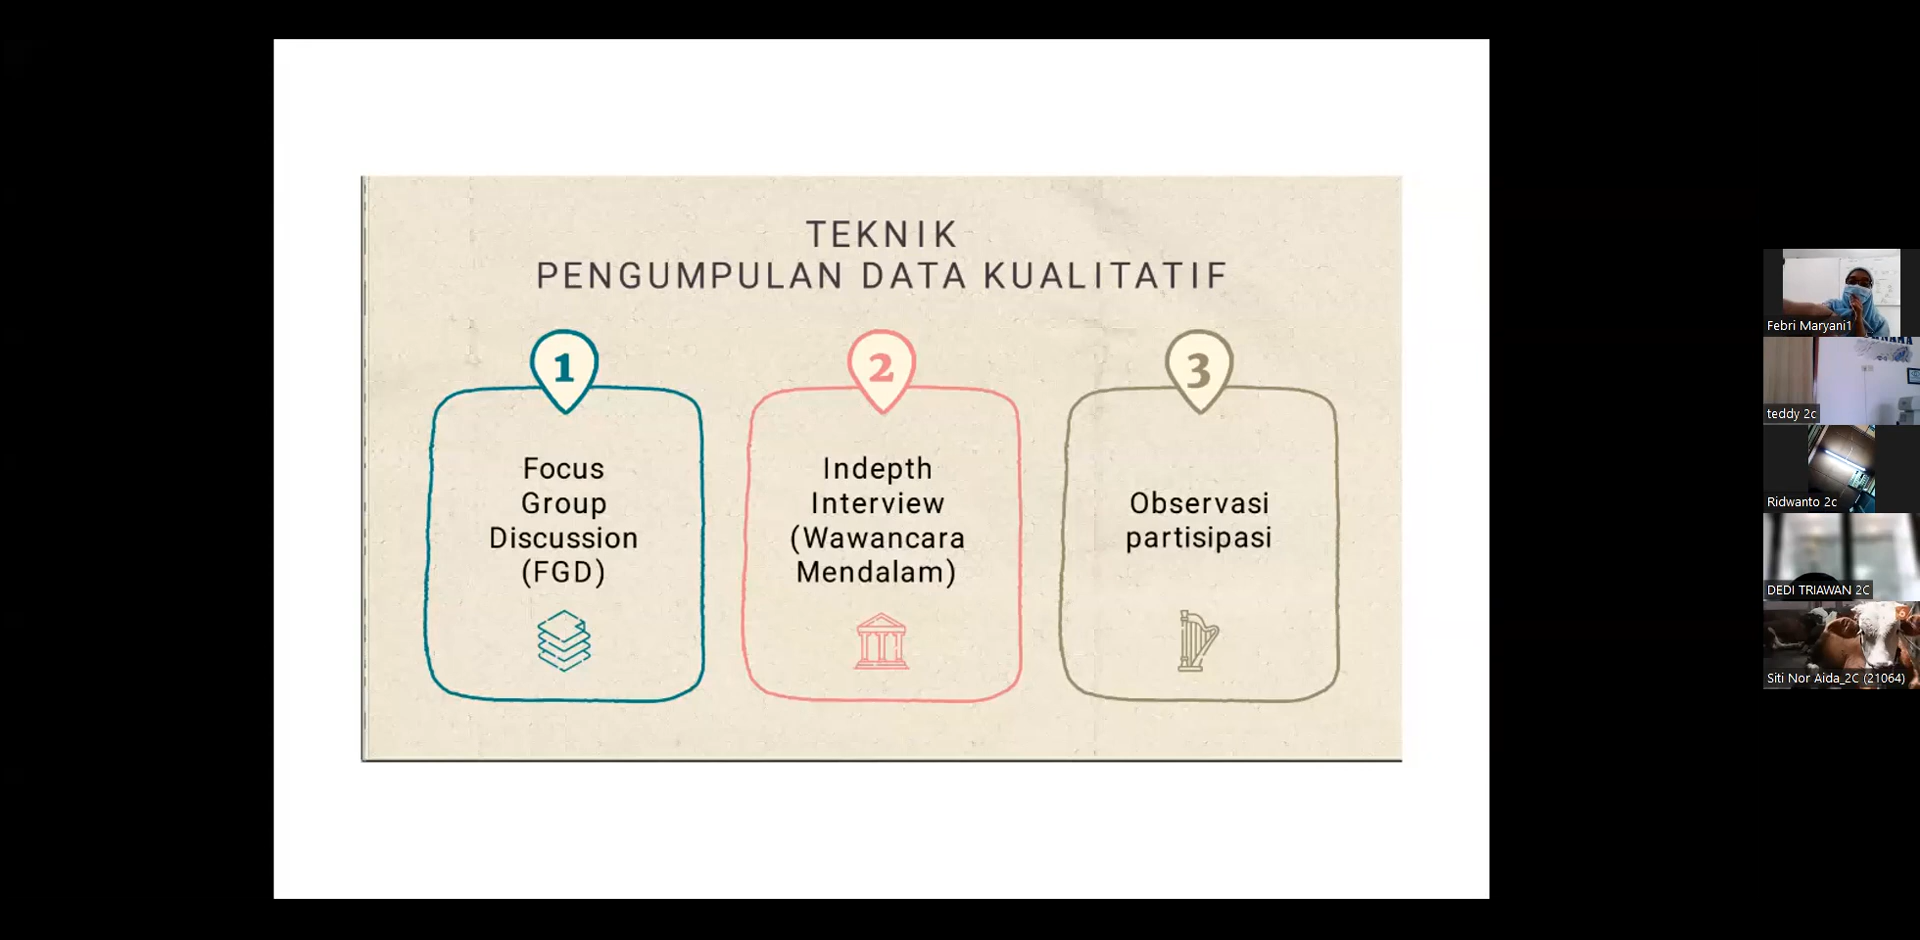 TEKNIK
PENGUMPULAN DATA KUALITATIF
1
Focus
Group
Discussion
(FGD)
2
Indepth
Interview
(Wawancara
Mendalam)
3
Observasi
partisipasi
Febri Maryani1
teddy 2c
Ridwanto 2c
DEDI TRIAWAN 2C
Siti Nor Aida_2C (21064)